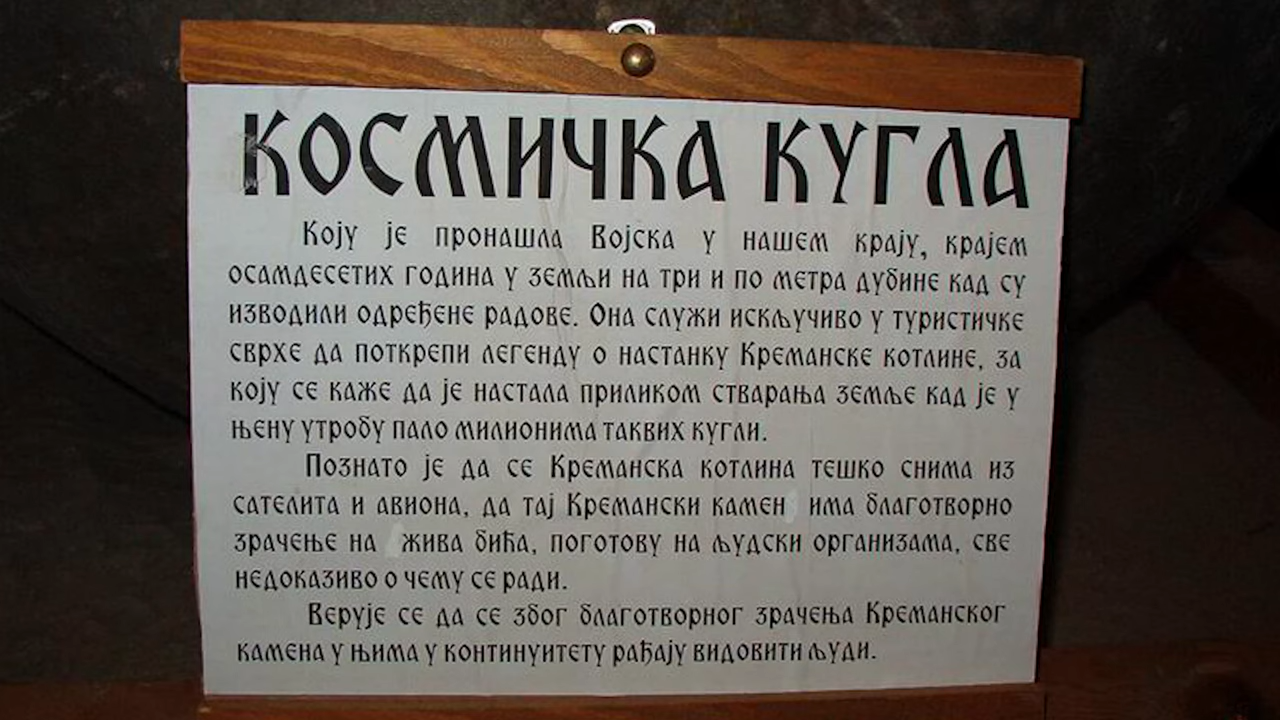 КОСМИЧКА КУГЛА
Коју је пронашла Војска у нашем крају, крајем
осамдесетих година у земљи на три и по метра дубине кад су
изводили одређене радове. Она служи искључиво у туристичке
сврхе да поткрепи легенду о настанку Креманске котлине, за
коју се каже да је настала приликом стварања земље кад је у
њену утробу пало милионима таквих кугли.
Познато је да се Креманска котлина тешко снима из
сателита и авиона, да тај Кремански камен има благотворно
зрачење на жива бића, поготову на људски организама, све
недоказиво о чему се ради.
Верује се да се због благотворног зрачења Креманског
камена у њима у континуитету рађају видовити људи.